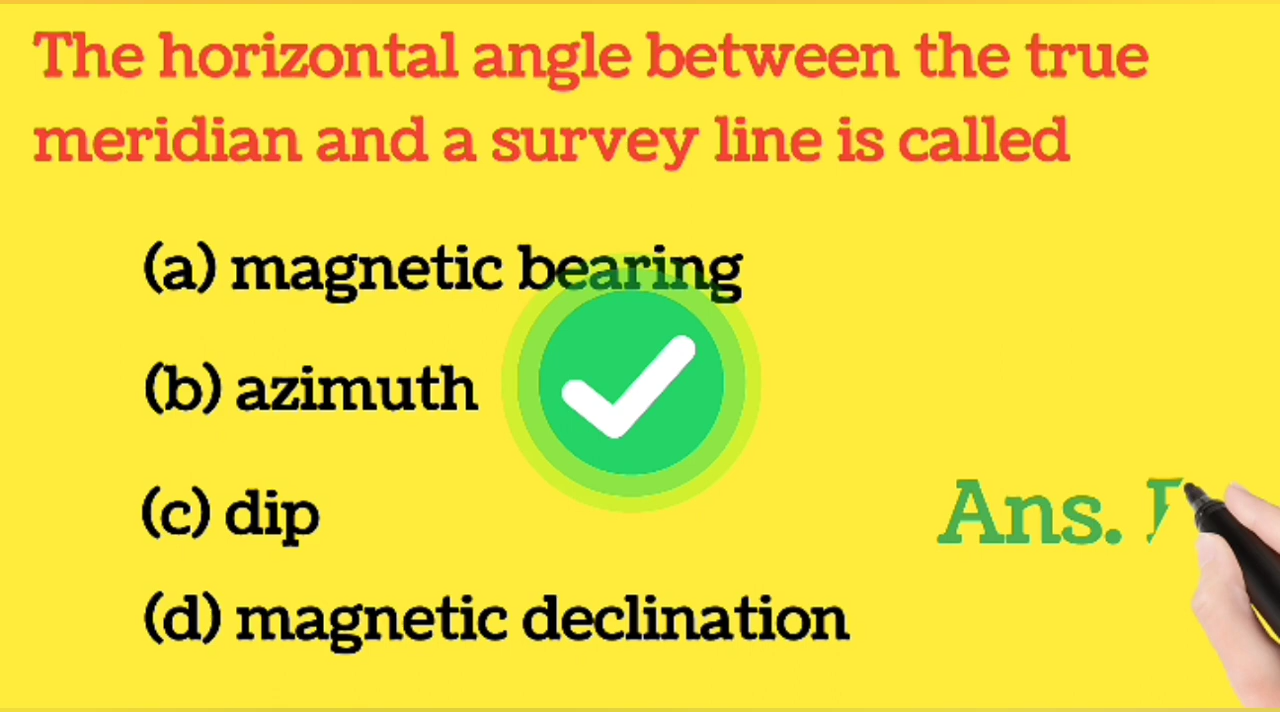 The horizontal angle between the true
meridian and a survey line is called
(a) magnetic bearing
(b) azimuth
(c) dip
Ans.
(d) magnetic declination